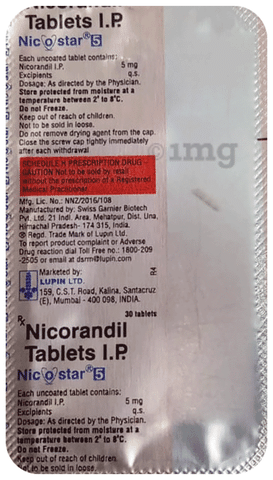 Nicorandil
Tablets I.P.
Nicostar® 5
Each uncoated tablet contains:
Nicorandil I.P. 5 mg
Excipients q.s.
Dosage: As directed by the Physician.
Store protected from moisture at a
temperature between 2° to 8°C.
Do not Freeze.
Keep out of reach of children.
Not to be sold in loose.
Do not remove drying agent from the cap.
Close the screw cap tightly immediately
after each withdrawal
SCHEDULE H PRESCRIPTION DRUG -
CAUTION Not to be sold by retail
without the prescription of a Registered
Medical Practitioner.
1mg
Mfg. Lic. No.: NNZ/2016/108
Manufactured by: Swiss Garnier Biotech
Pvt. Ltd. 21 Indl. Area, Mehatpur, Dist. Una,
Himachal Pradesh- 174 315, India.
® Regd. Trade Mark of Lupin Ltd.
To report product complaint or Adverse
Drug reaction dial Toll Free no.: 1800-209
-2505 or email at dsrm@lupin.com
Marketed by:
LUPIN LTD
159, C.S.T. Road, Kalina, Santacruz
(E), Mumbai - 400 098, INDIA.
R4
30 tablets
Rx
Nicorandil
Tablets I.P.
Nicostar® 5
Each uncoated tablet contains:
Nicorandil I.P. 5 mg
Excipients q.s.
Dosage: As directed by the Physician.
Store protected from moisture at a
temperature between 2° to 8°C.
Do not Freeze.
Keep out of reach of children.
Not to be sold in loose.